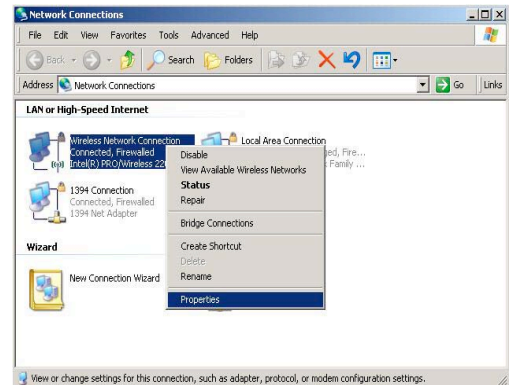 Network Connections
File Edit View Favorites Tools Advanced Help
Back Search Folders
Address Network Connections Go Links
LAN or High-Speed Internet
Wireless Network Connection
Connected, Firewalled
Intel(R) PRO/Wireless 22
Local Area Connection
ed, Fire...
Family ...
1394 Connection
Connected, Firewalled
1394 Net Adapter
Disable
View Available Wireless Networks
Status
Repair
Bridge Connections
Create Shortcut
Delete
Rename
Properties
Wizard
New Connection Wizard
View or change settings for this connection, such as adapter, protocol, or modem configuration settings.